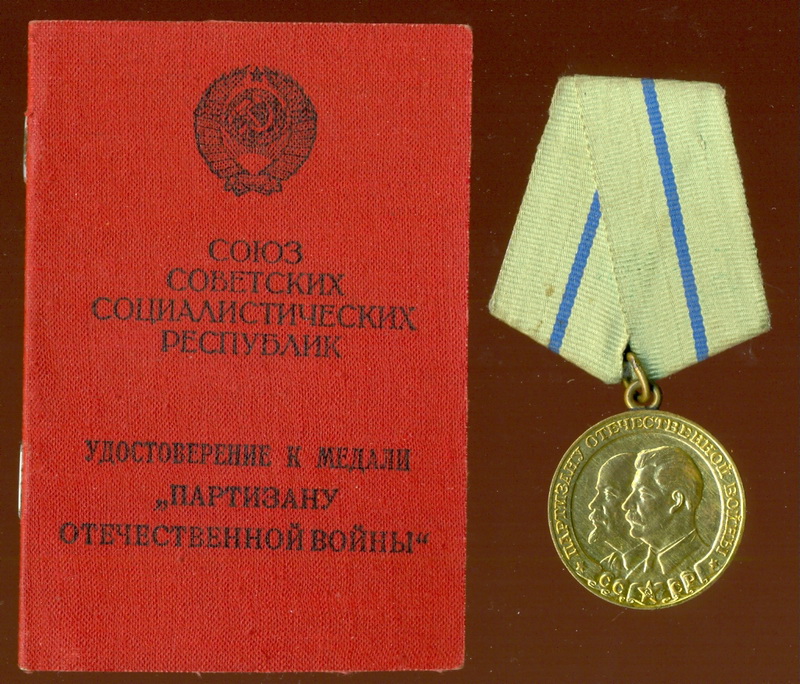 СОЮЗ
СОВЕТСКИХ
СОЦИАЛИСТИЧЕСКИХ
РЕСПУБЛИК
УДОСТОВЕРЕНИЕ К МЕДАЛИ
„ПАРТИЗАНУ
ОТЕЧЕСТВЕННОЙ ВОЙНЫ“
ПАРТИЗАНУ ОТЕЧЕСТВЕННОЙ ВОЙНЫ
СССР